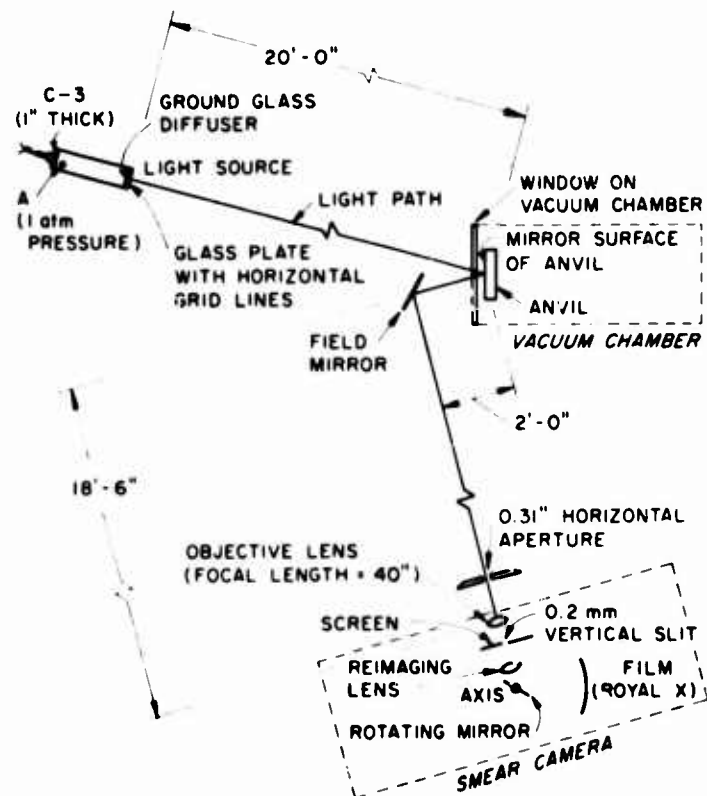 20'-0"
C-3
(1" THICK)
GROUND GLASS
DIFFUSER
LIGHT SOURCE
A
(1 atm
PRESSURE)
LIGHT PATH
GLASS PLATE
WITH HORIZONTAL
GRID LINES
WINDOW ON
VACUUM CHAMBER
MIRROR SURFACE
OF ANVIL
ANVIL
VACUUM CHAMBER
FIELD
MIRROR
2'-0"
18'-6"
0.31" HORIZONTAL
APERTURE
OBJECTIVE LENS
(FOCAL LENGTH = 40")
SCREEN
0.2 mm
VERTICAL SLIT
REIMAGING
LENS
AXIS
FILM
(ROYAL X)
ROTATING MIRROR
SMEAR CAMERA